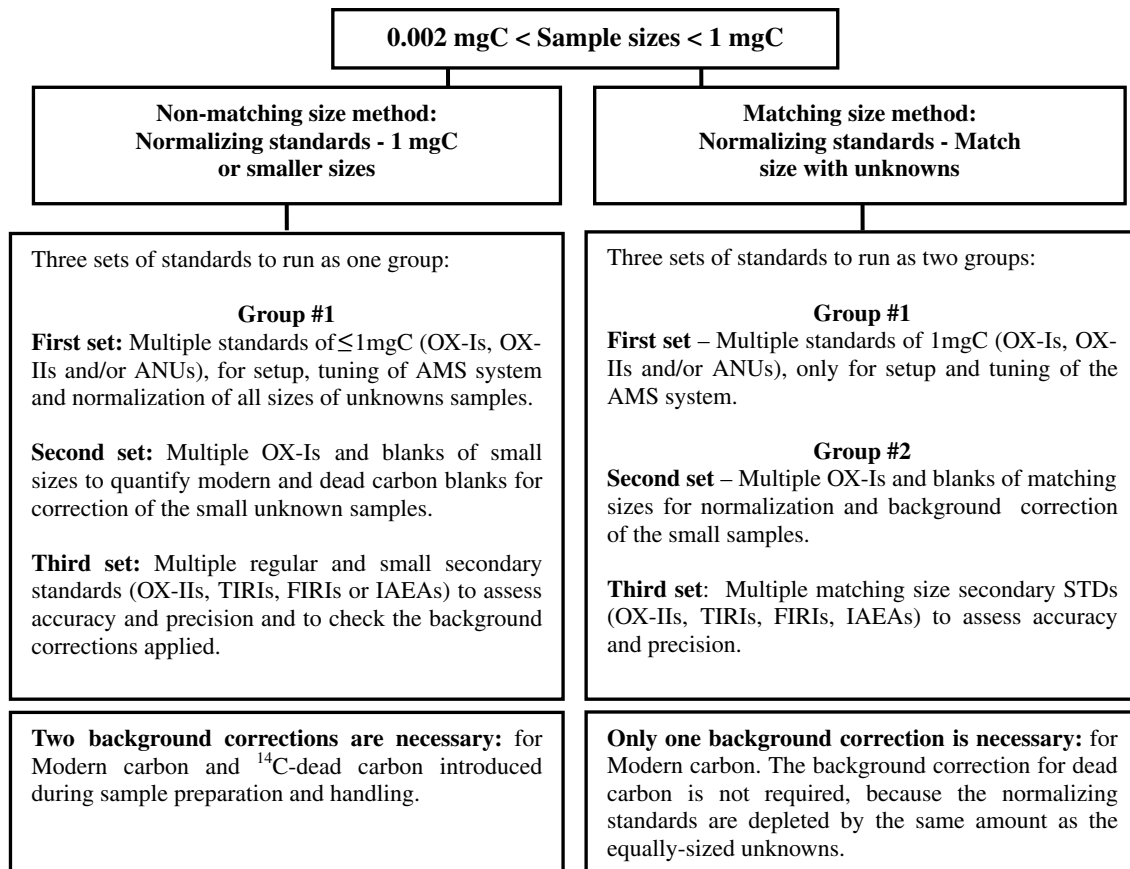 0.002 mgC < Sample sizes < 1 mgC
Non-matching size method:
Normalizing standards - 1 mgC
or smaller sizes
Three sets of standards to run as one group:
Group #1
First set: Multiple standards of ≤1mgC (OX-Is, OX-
IIs and/or ANUs), for setup, tuning of AMS system
and normalization of all sizes of unknowns samples.
Second set: Multiple OX-Is and blanks of small
sizes to quantify modern and dead carbon blanks for
correction of the small unknown samples.
Third set: Multiple regular and small secondary
standards (OX-IIs, TIRIs, FIRIs or IAEAs) to assess
accuracy and precision and to check the background
corrections applied.
Two background corrections are necessary: for
Modern carbon and ¹⁴C-dead carbon introduced
during sample preparation and handling.
Matching size method:
Normalizing standards - Match
size with unknowns
Three sets of standards to run as two groups:
Group #1
First set – Multiple standards of 1mgC (OX-Is, OX-
IIs and/or ANUs), only for setup and tuning of the
AMS system.
Group #2
Second set – Multiple OX-Is and blanks of matching
sizes for normalization and background correction
of the small samples.
Third set: Multiple matching size secondary STDs
(OX-IIs, TIRIs, FIRIs, IAEAs) to assess accuracy
and precision.
Only one background correction is necessary: for
Modern carbon. The background correction for dead
carbon is not required, because the normalizing
standards are depleted by the same amount as the
equally-sized unknowns.